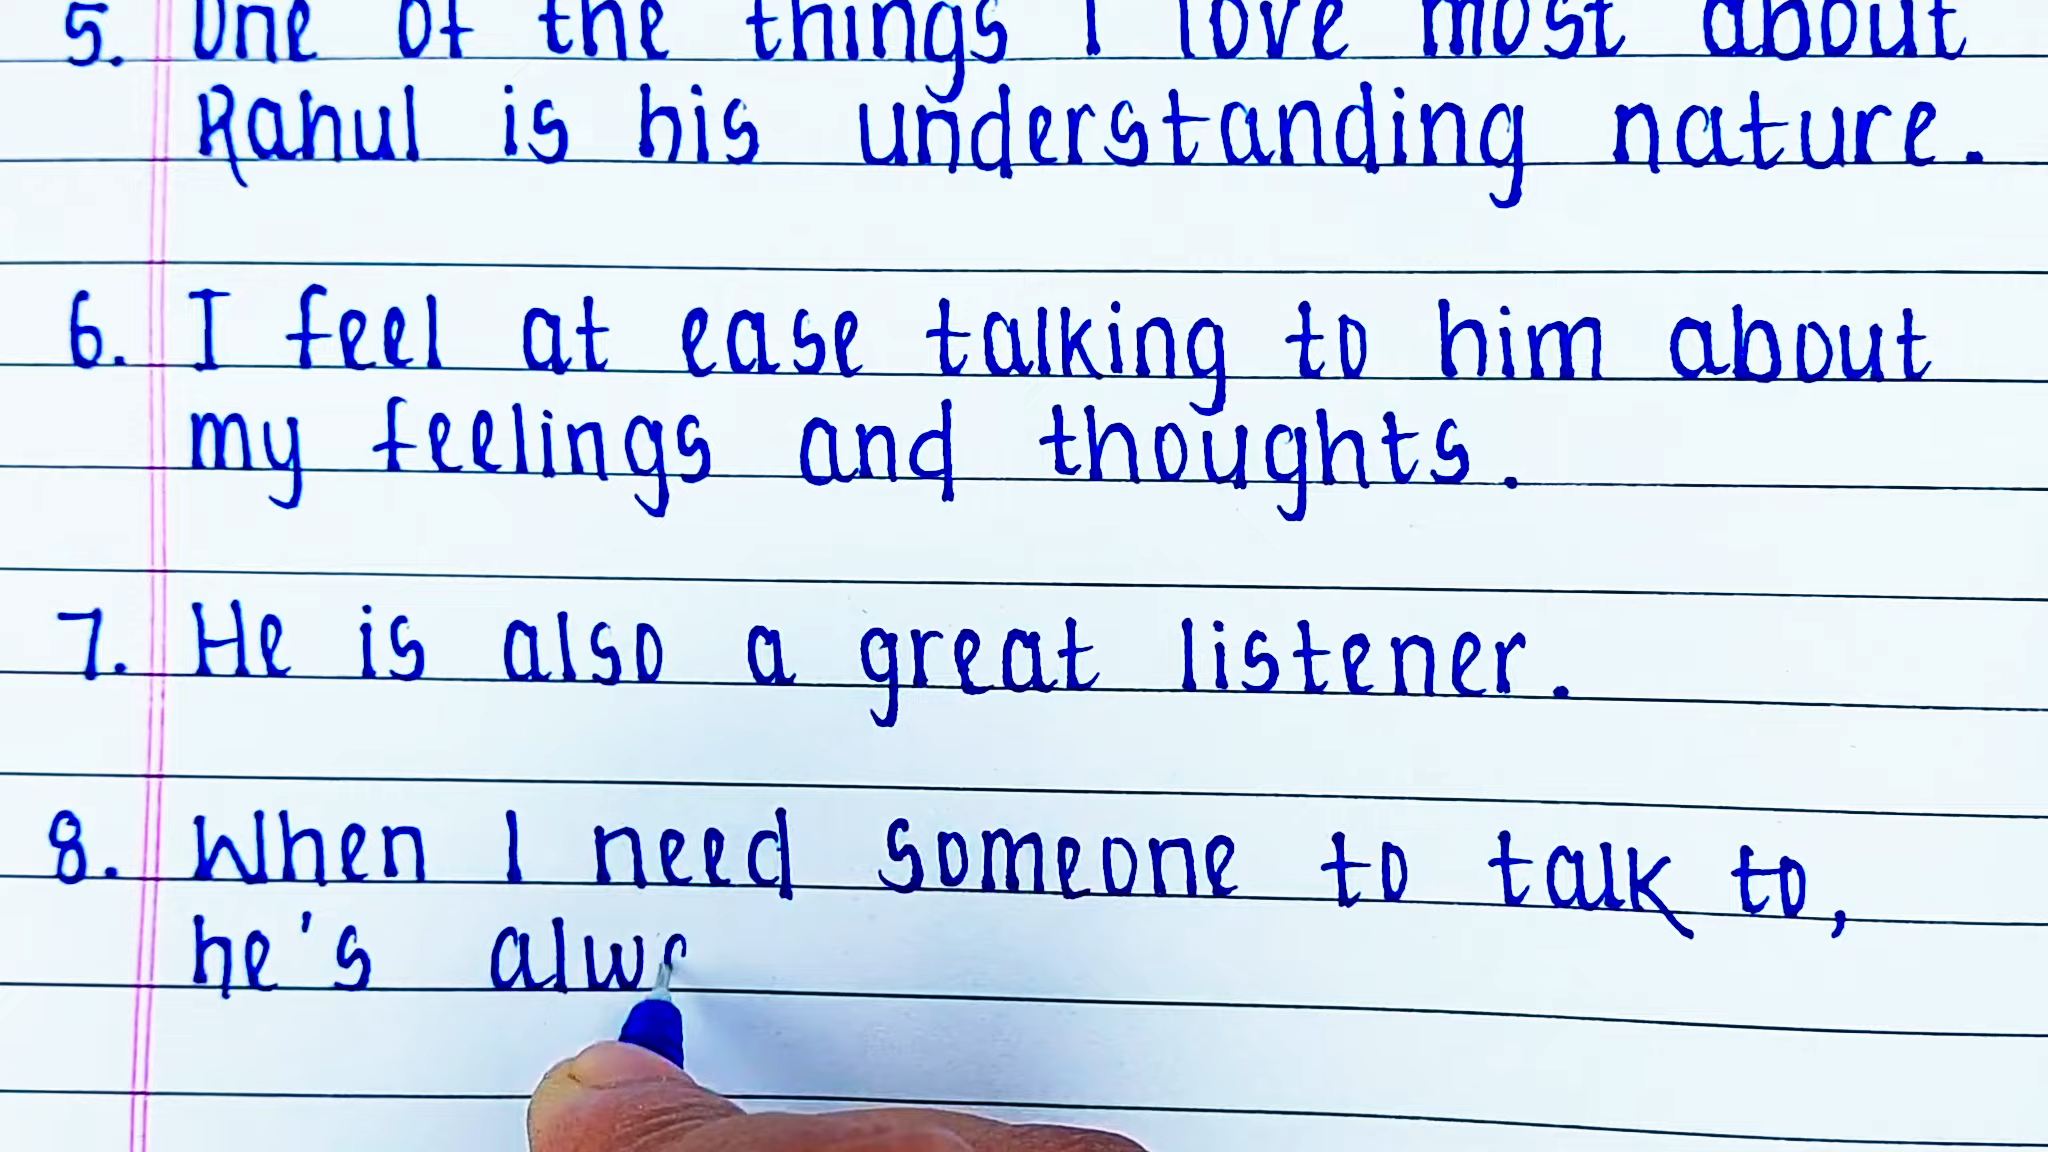 5. One of the things I love most about
Rahul is his understanding nature.
6. I feel at ease talking to him about
my feelings and thoughts.
7. He is also a great listener.
8. When I need someone to talk to,
he's alwa